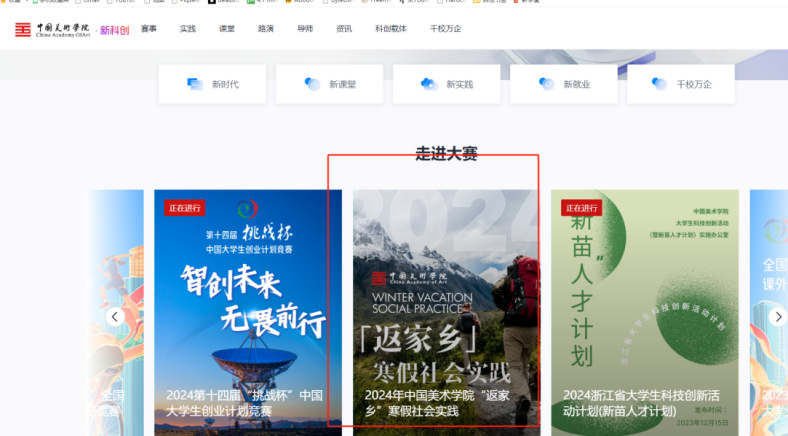 中国美术学院
China Academy Of Art
·新科创
赛事 实践 课堂 路演 导师 资讯 科创载体 千校万企
新时代 新课堂 新实践 新就业 千校万企
走进大赛
正在进行
第十四届 挑战杯
中国大学生创业计划竞赛
智创未来
无畏前行
2024第十四届“挑战杯”中国
大学生创业计划竞赛
2024
中国美术学院
China Academy of Art
WINTER VACATION
SOCIAL PRACTICE
「返家乡」
寒假社会实践
2024年中国美术学院“返家
乡”寒假社会实践
正在进行
中国美术学院
大学生科技创新活动
(暨新苗人才计划) 实施办公室
新苗”人才计划
浙江省大学生科技创新活动计划
2024浙江省大学生科技创新活
动计划(新苗人才计划)
发布时间：
2023年12月15日
全国
竞赛
全国
课外
2023
大学